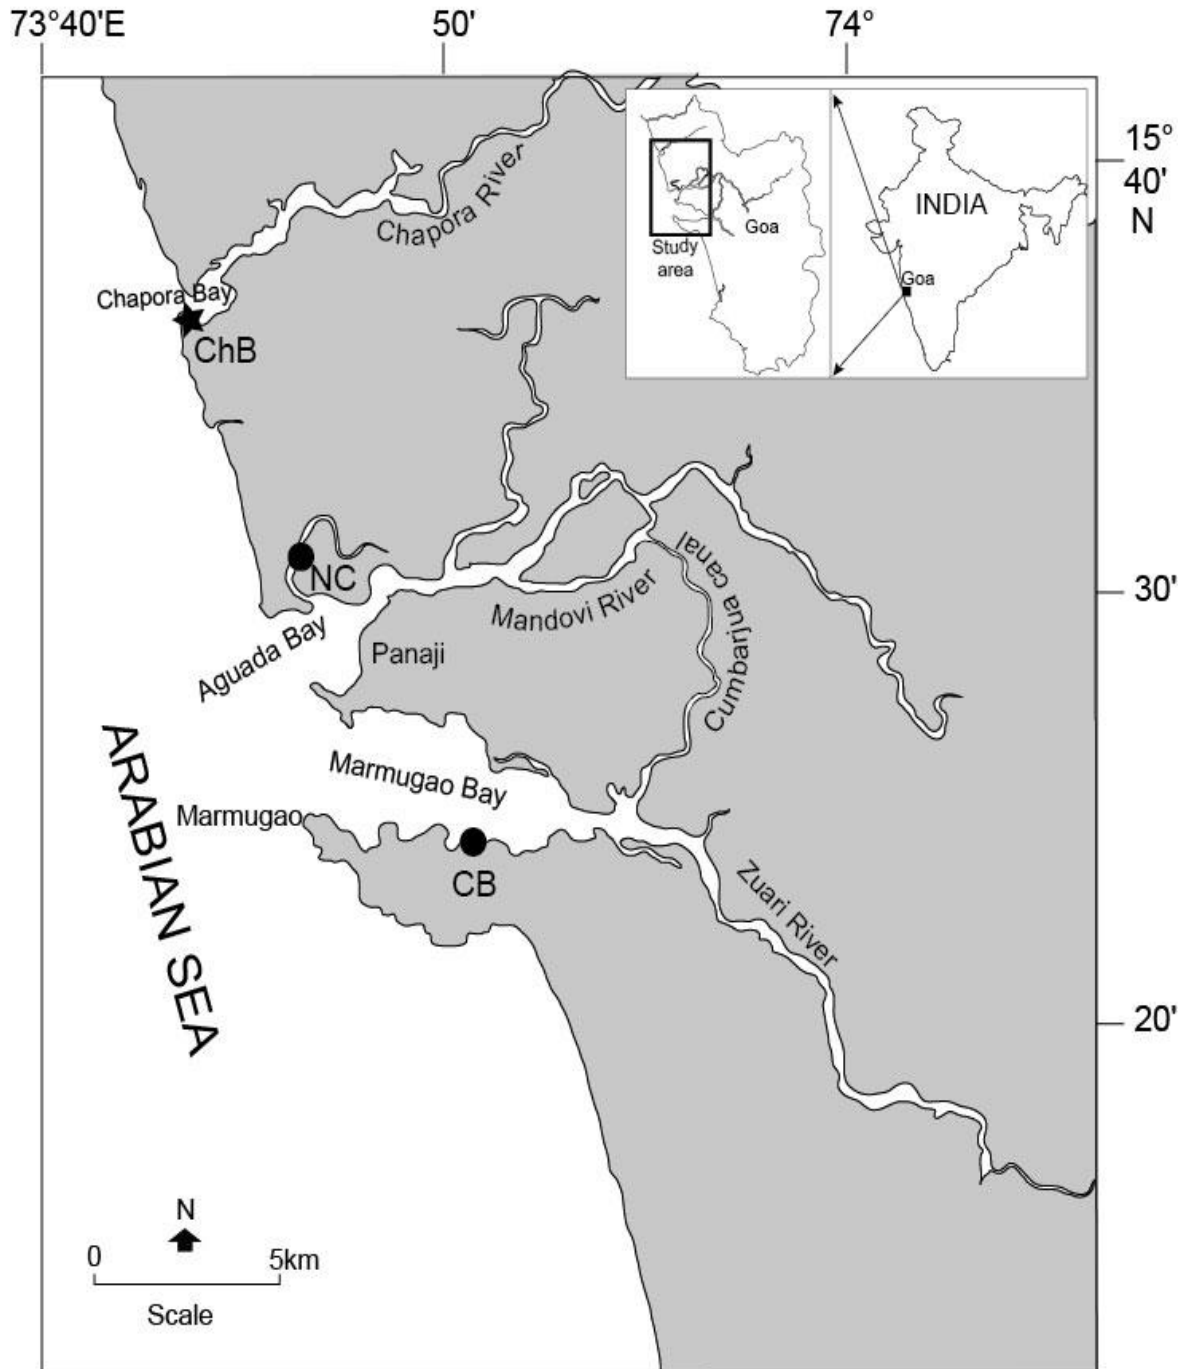 73°40'E
50'
74°
15°
40'
N
INDIA
Goa
Study
area
Goa
Chapora River
Chapora Bay
ChB
NC
Mandovi River
Cumbarjua canal
30'
Aguada Bay
Panaji
ARABIAN SEA
Marmugao Bay
Marmugao
CB
Zuari River
20'
N
0
5km
Scale